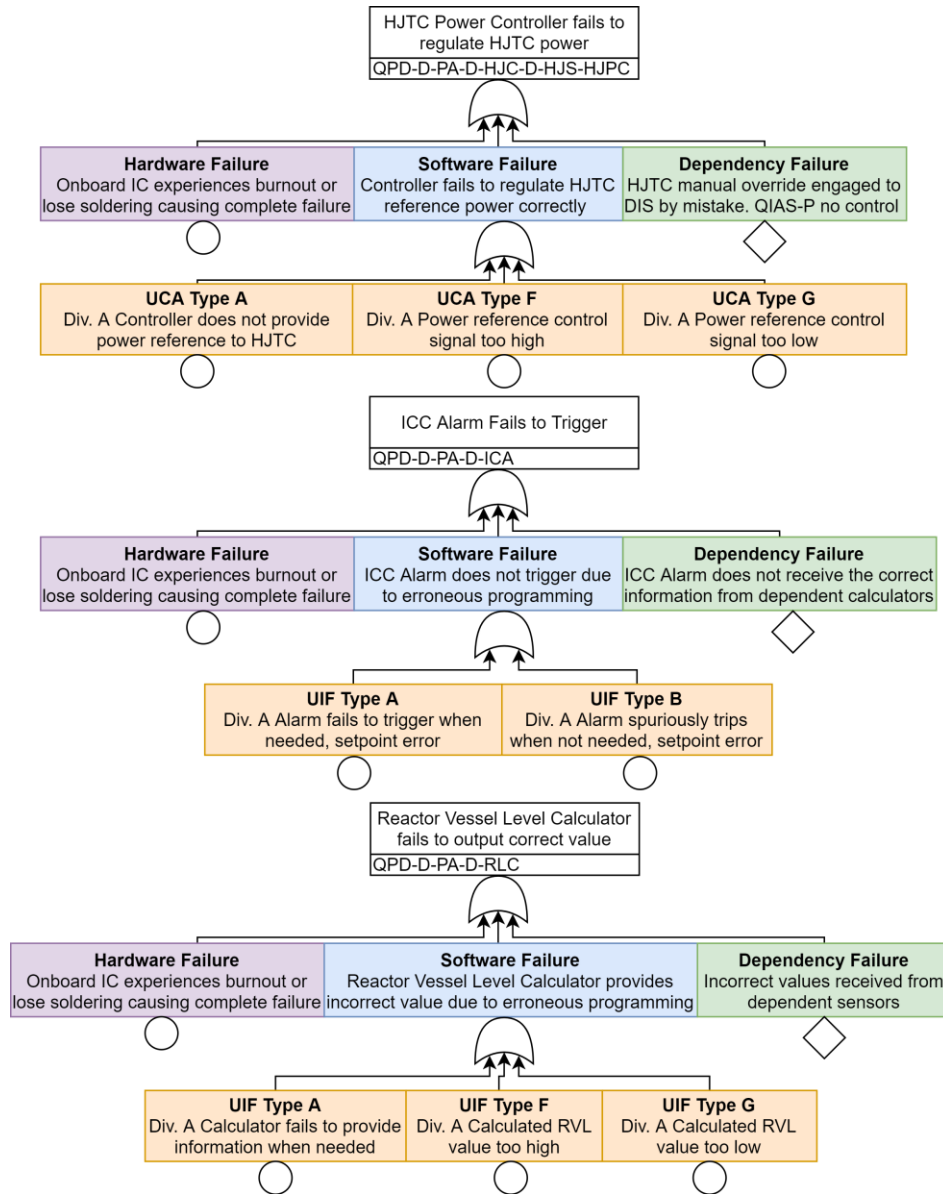 HJTC Power Controller fails to
regulate HJTC power
QPD-D-PA-D-HJC-D-HJS-HJPC
Hardware Failure
Onboard IC experiences burnout or
lose soldering causing complete failure
Software Failure
Controller fails to regulate HJTC
reference power correctly
Dependency Failure
HJTC manual override engaged to
DIS by mistake. QIAS-P no control
UCA Type A
Div. A Controller does not provide
power reference to HJTC
UCA Type F
Div. A Power reference control
signal too high
UCA Type G
Div. A Power reference control
signal too low
ICC Alarm Fails to Trigger
QPD-D-PA-D-ICA
Hardware Failure
Onboard IC experiences burnout or
lose soldering causing complete failure
Software Failure
ICC Alarm does not trigger due
to erroneous programming
Dependency Failure
ICC Alarm does not receive the correct
information from dependent calculators
UIF Type A
Div. A Alarm fails to trigger when
needed, setpoint error
UIF Type B
Div. A Alarm spuriously trips
when not needed, setpoint error
Reactor Vessel Level Calculator
fails to output correct value
QPD-D-PA-D-RLC
Hardware Failure
Onboard IC experiences burnout or
lose soldering causing complete failure
Software Failure
Reactor Vessel Level Calculator provides
incorrect value due to erroneous programming
Dependency Failure
Incorrect values received from
dependent sensors
UIF Type A
Div. A Calculator fails to provide
information when needed
UIF Type F
Div. A Calculated RVL
value too high
UIF Type G
Div. A Calculated RVL
value too low